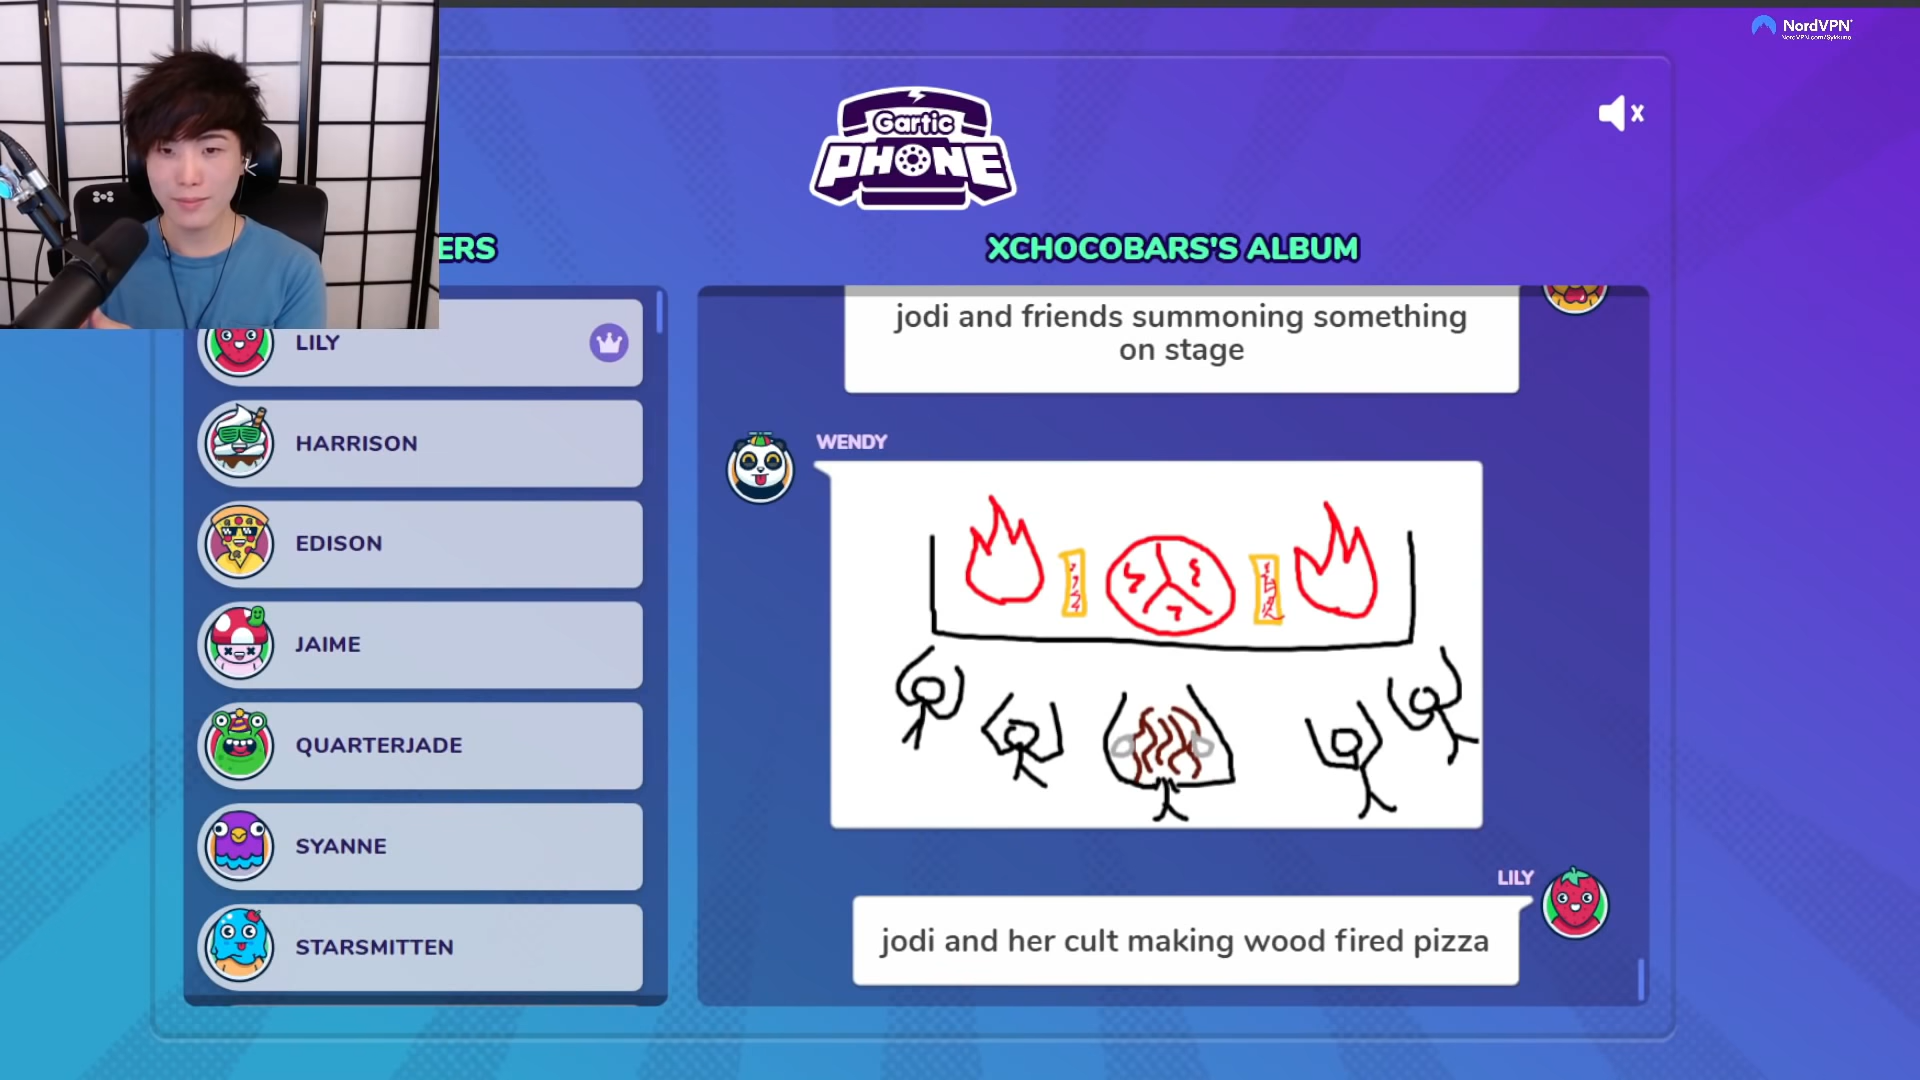 NordVPN
Gartic
PHONE
ERS
XCHOCOBARS'S ALBUM
LILY
HARRISON
EDISON
JAIME
QUARTERJADE
SYANNE
STARSMITTEN
jodi and friends summoning something
on stage
WENDY
LILY
jodi and her cult making wood fired pizza